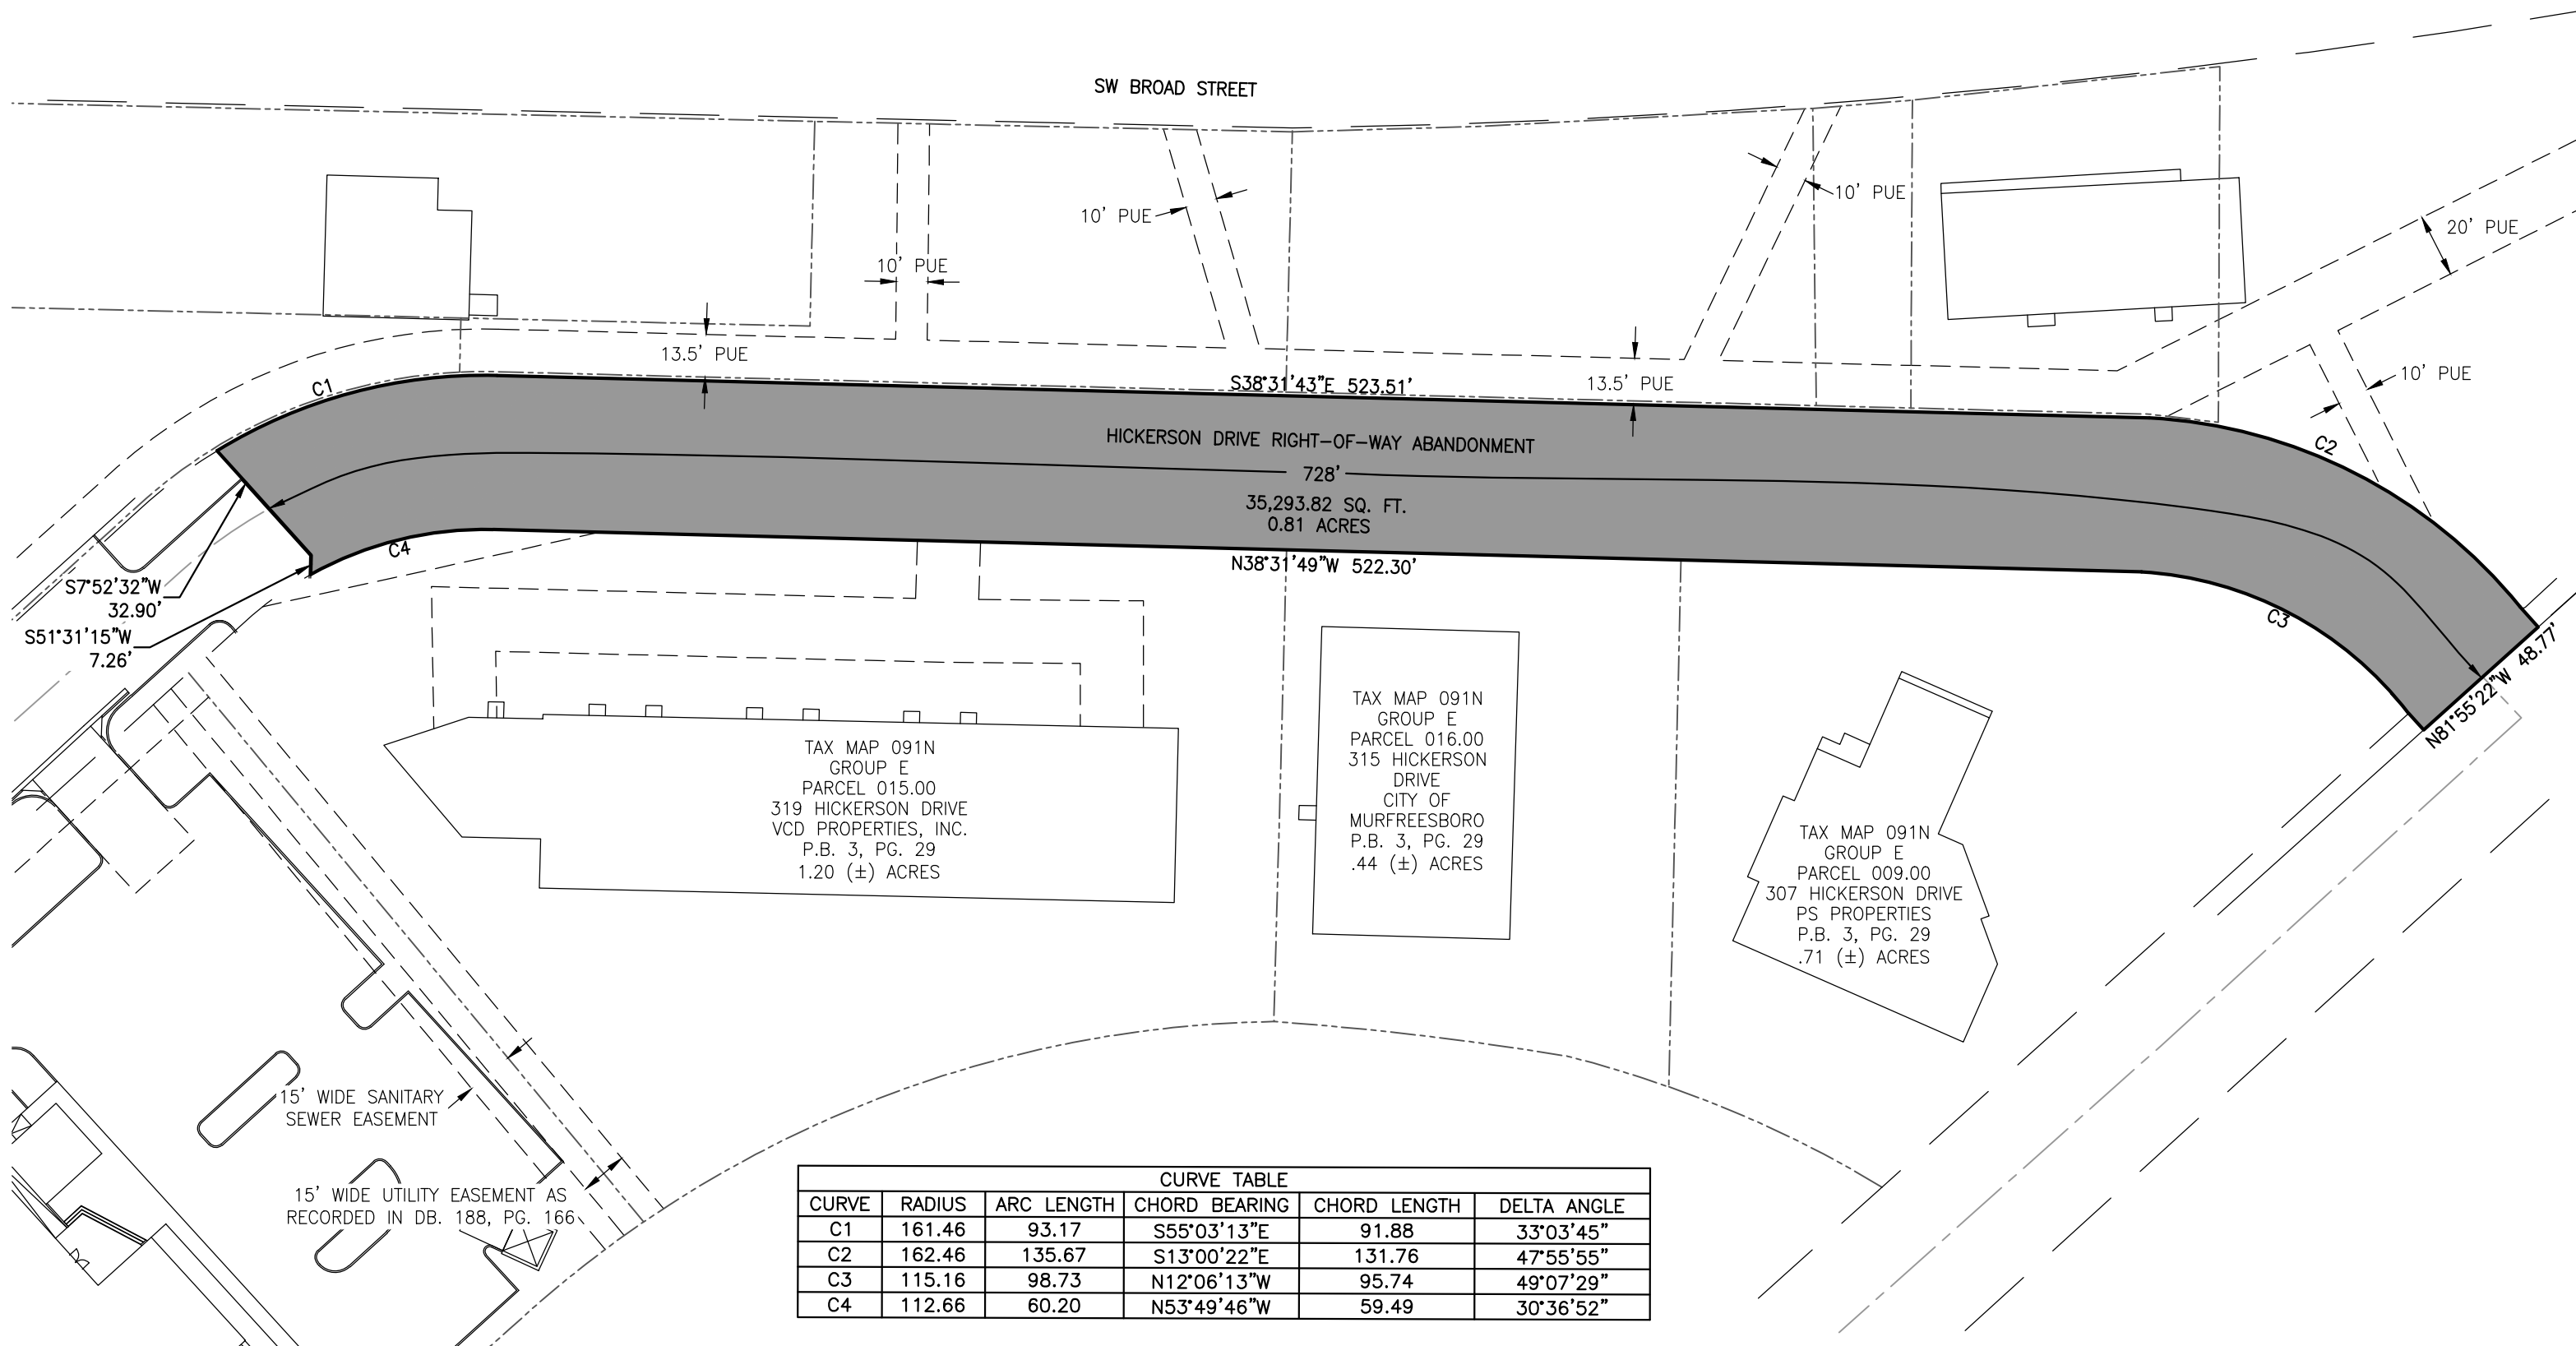 SW BROAD STREET
10' PUE
10' PUE
10' PUE
20' PUE
10' PUE
13.5' PUE
13.5' PUE
10' PUE
C1
S38°31'43"E 523.51'
C2
HICKERSON DRIVE RIGHT-OF-WAY ABANDONMENT
728'
35,293.82 SQ. FT.
0.81 ACRES
C4
N38°31'49"W 522.30'
C3
S7°52'32"W
32.90'
S51°31'15"W
7.26'
N81°55'22"W 48.77'
TAX MAP 091N
GROUP E
PARCEL 015.00
319 HICKERSON DRIVE
VCD PROPERTIES, INC.
P.B. 3, PG. 29
1.20 (±) ACRES
TAX MAP 091N
GROUP E
PARCEL 016.00
315 HICKERSON
DRIVE
CITY OF
MURFREESBORO
P.B. 3, PG. 29
.44 (±) ACRES
TAX MAP 091N
GROUP E
PARCEL 009.00
307 HICKERSON DRIVE
PS PROPERTIES
P.B. 3, PG. 29
.71 (±) ACRES
15' WIDE SANITARY
SEWER EASEMENT
15' WIDE UTILITY EASEMENT AS
RECORDED IN DB. 188, PG. 166
CURVE TABLE
CURVE RADIUS ARC LENGTH CHORD BEARING CHORD LENGTH DELTA ANGLE
C1 161.46 93.17 S55°03'13"E 91.88 33°03'45"
C2 162.46 135.67 S13°00'22"E 131.76 47°55'55"
C3 115.16 98.73 N12°06'13"W 95.74 49°07'29"
C4 112.66 60.20 N53°49'46"W 59.49 30°36'52"